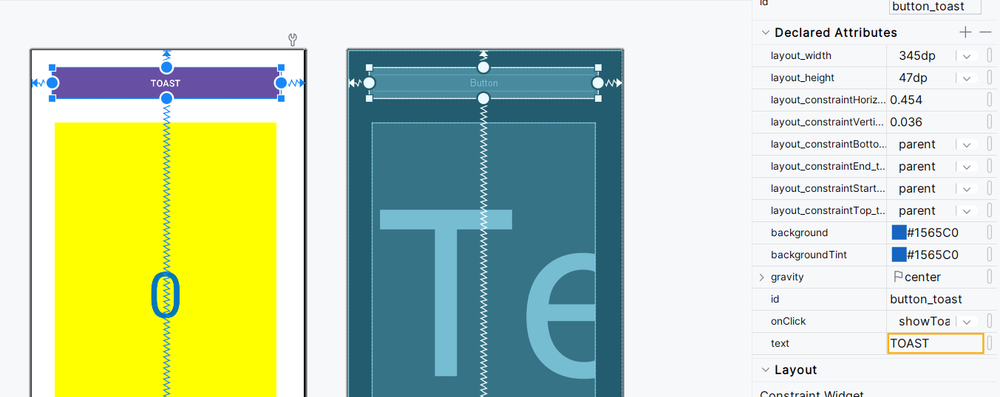 id
button_toast
Declared Attributes
layout_width 345dp
layout_height 47dp
layout_constraintHoriz... 0.454
layout_constraintVerti... 0.036
layout_constraintBotto... parent
layout_constraintEnd_t... parent
layout_constraintStart... parent
layout_constraintTop_t... parent
background #1565C0
backgroundTint #1565C0
gravity center
id button_toast
onClick showToa
text TOAST
Layout
Constraint Widget
TOAST
0
Button
Te